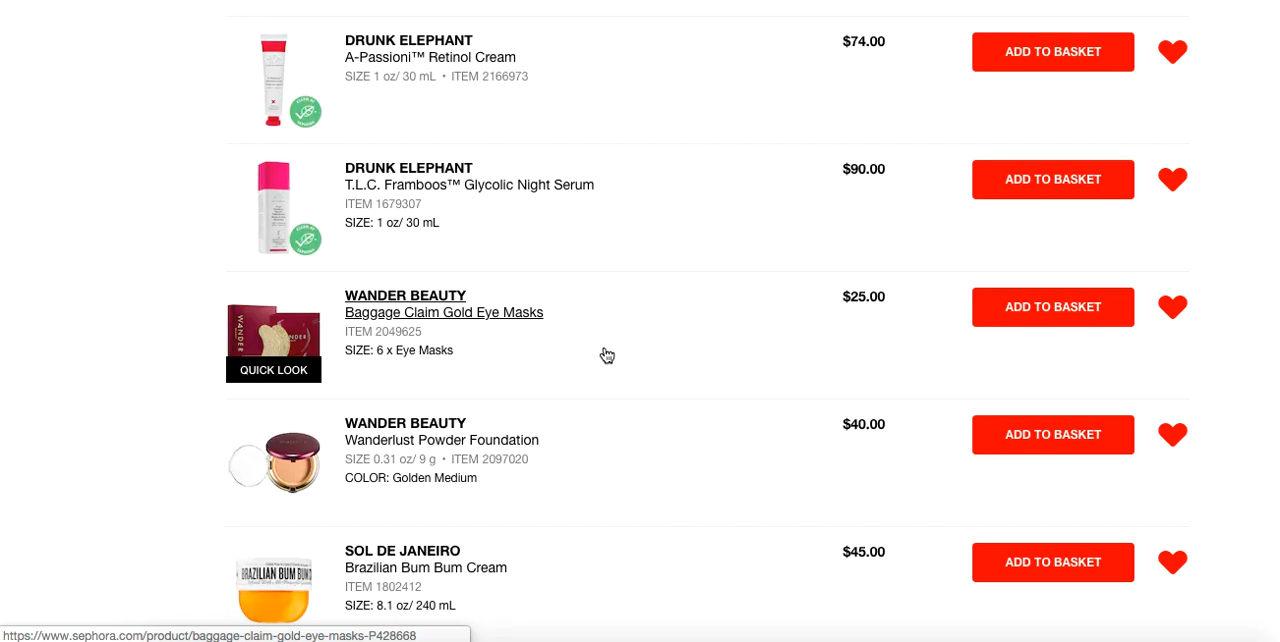 DRUNK ELEPHANT
A-Passioni™ Retinol Cream
SIZE 1 oz/ 30 mL • ITEM 2166973
$74.00
ADD TO BASKET
DRUNK ELEPHANT
T.L.C. Framboos™ Glycolic Night Serum
ITEM 1679307
SIZE: 1 oz/ 30 mL
$90.00
ADD TO BASKET
WANDER BEAUTY
Baggage Claim Gold Eye Masks
ITEM 2049625
SIZE: 6 x Eye Masks
$25.00
ADD TO BASKET
WANDER
QUICK LOOK
WANDER BEAUTY
Wanderlust Powder Foundation
SIZE 0.31 oz/ 9 g • ITEM 2097020
COLOR: Golden Medium
$40.00
ADD TO BASKET
SOL DE JANEIRO
Brazilian Bum Bum Cream
ITEM 1802412
SIZE: 8.1 oz/ 240 mL
$45.00
ADD TO BASKET
BRAZILIAN BUM BUM
https://www.sephora.com/product/baggage-claim-gold-eye-masks-P428668